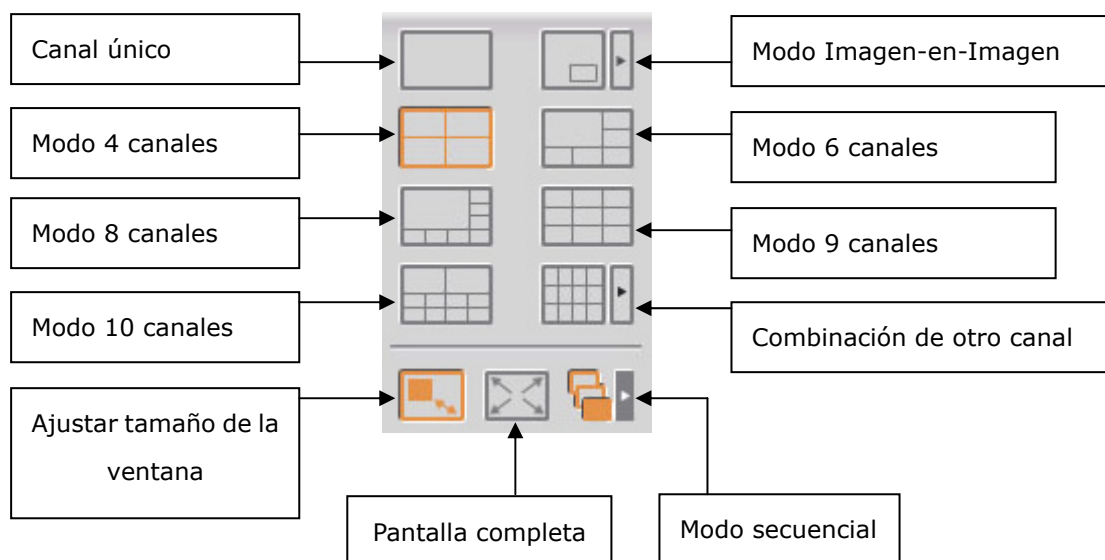 Canal único
Modo Imagen-en-Imagen
Modo 4 canales
Modo 6 canales
Modo 8 canales
Modo 9 canales
Modo 10 canales
Combinación de otro canal
Ajustar tamaño de la
ventana
Pantalla completa
Modo secuencial